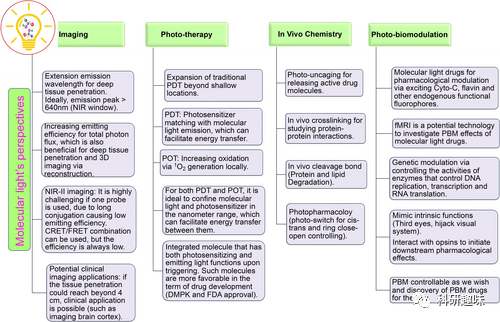 Molecular light's perspectives
Imaging
Extension emission
wavelength for deep
tissue penetration.
Ideally, emission peak >
640nm (NIR window).
Increasing emitting
efficiency for total photon
flux, which is also
beneficial for deep tissue
penetration and 3D
imaging via
reconstruction.
NIR-II imaging: It is highly
challenging if one probe
is used, due to long
conjugation causing low
emitting efficiency.
CRET/FRET combination
can be used, but the
efficiency is always low.
Potential clinical
imaging applications: if
the tissue penetration
could reach beyond 4
cm, clinical application
is possible (such as
imaging brain cortex).
Photo-therapy
Expansion of traditional
PDT beyond shallow
locations.
PDT: Photosensitizer
matching with molecular
light emission, which can
facilitate energy transfer.
POT: Increasing oxidation
via ¹O₂ generation locally.
For both PDT and POT, it is
ideal to confine molecular
light and photosensitizer in
the nanometer range, which
can facilitate energy transfer
between them.
Integrated molecule that has
both photosensitizing and
emitting light functions upon
triggering. Such molecules
are more favorable in the
term of drug development
(DMPK and FDA approval).
In Vivo Chemistry
Photo-uncaging for
releasing active drug
molecules.
In vivo crosslinking for
studying protein-
protein interactions.
In vivo cleavage bond
(Protein and lipid
Degradation).
Photopharmacoloy
(photo-switch for cis-
trans and ring close-
open controlling).
Photo-biomodulation
Molecular light drugs for
pharmacological modulation
via exciting Cyto-C, flavin and
other endogenous functional
fluorephores.
fMRI is a potential technology
to investigate PBM effects of
molecular light drugs.
Genetic modulation via
controlling the activities of
enzymes that control DNA
replication, transcription and
RNA translation.
Mimic intrinsic functions
(Third eyes, hijack visual
system).
Interact with opsins to initiate
downstream pharmacological
effects.
PBM controllable as we wish
and discovery of PBM drugs
for the
科研趣味